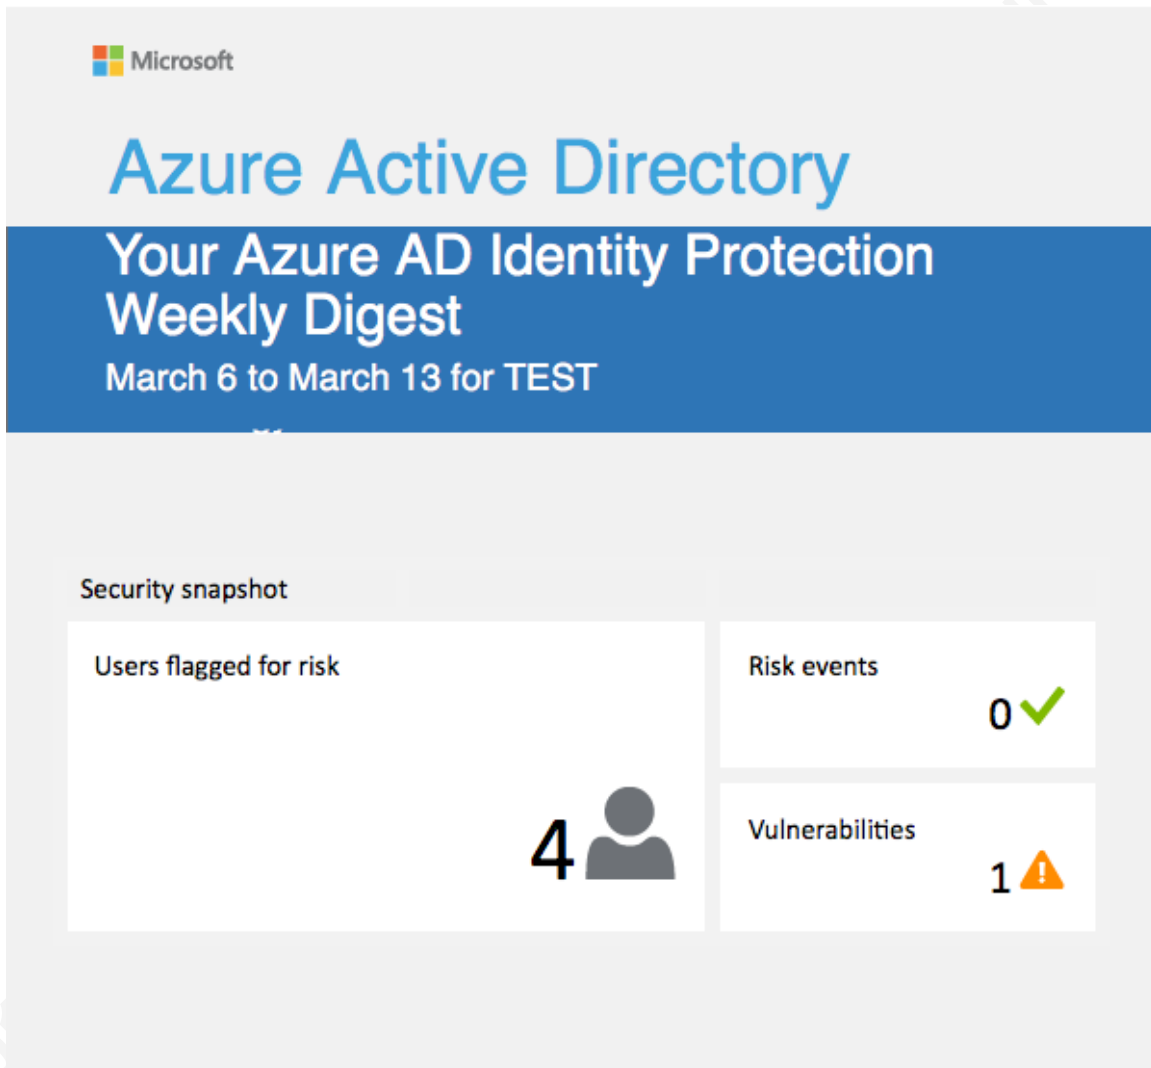 Microsoft
Azure Active Directory
Your Azure AD Identity Protection
Weekly Digest
March 6 to March 13 for TEST
Security snapshot
Users flagged for risk
4
Risk events
0
Vulnerabilities
1